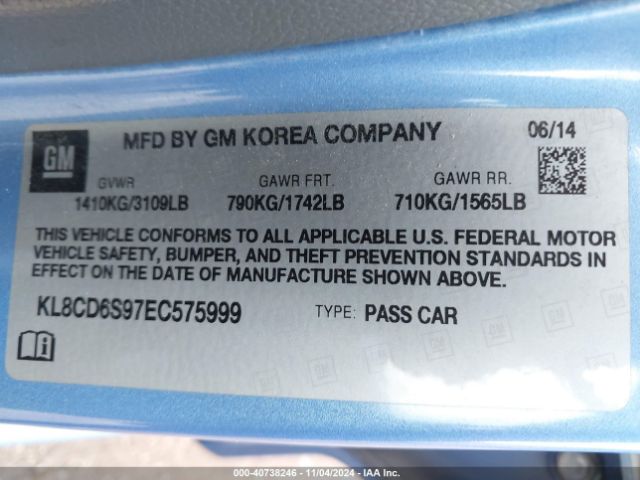 GM
MFD BY GM KOREA COMPANY
06/14
GVWR GAWR FRT. GAWR RR.
1410KG/3109LB 790KG/1742LB 710KG/1565LB
THIS VEHICLE CONFORMS TO ALL APPLICABLE U.S. FEDERAL MOTOR
VEHICLE SAFETY, BUMPER, AND THEFT PREVENTION STANDARDS IN
EFFECT ON THE DATE OF MANUFACTURE SHOWN ABOVE.
KL8CD6S97EC575999 TYPE: PASS CAR
000-40738246 - 11/04/2024 - IAA Inc.